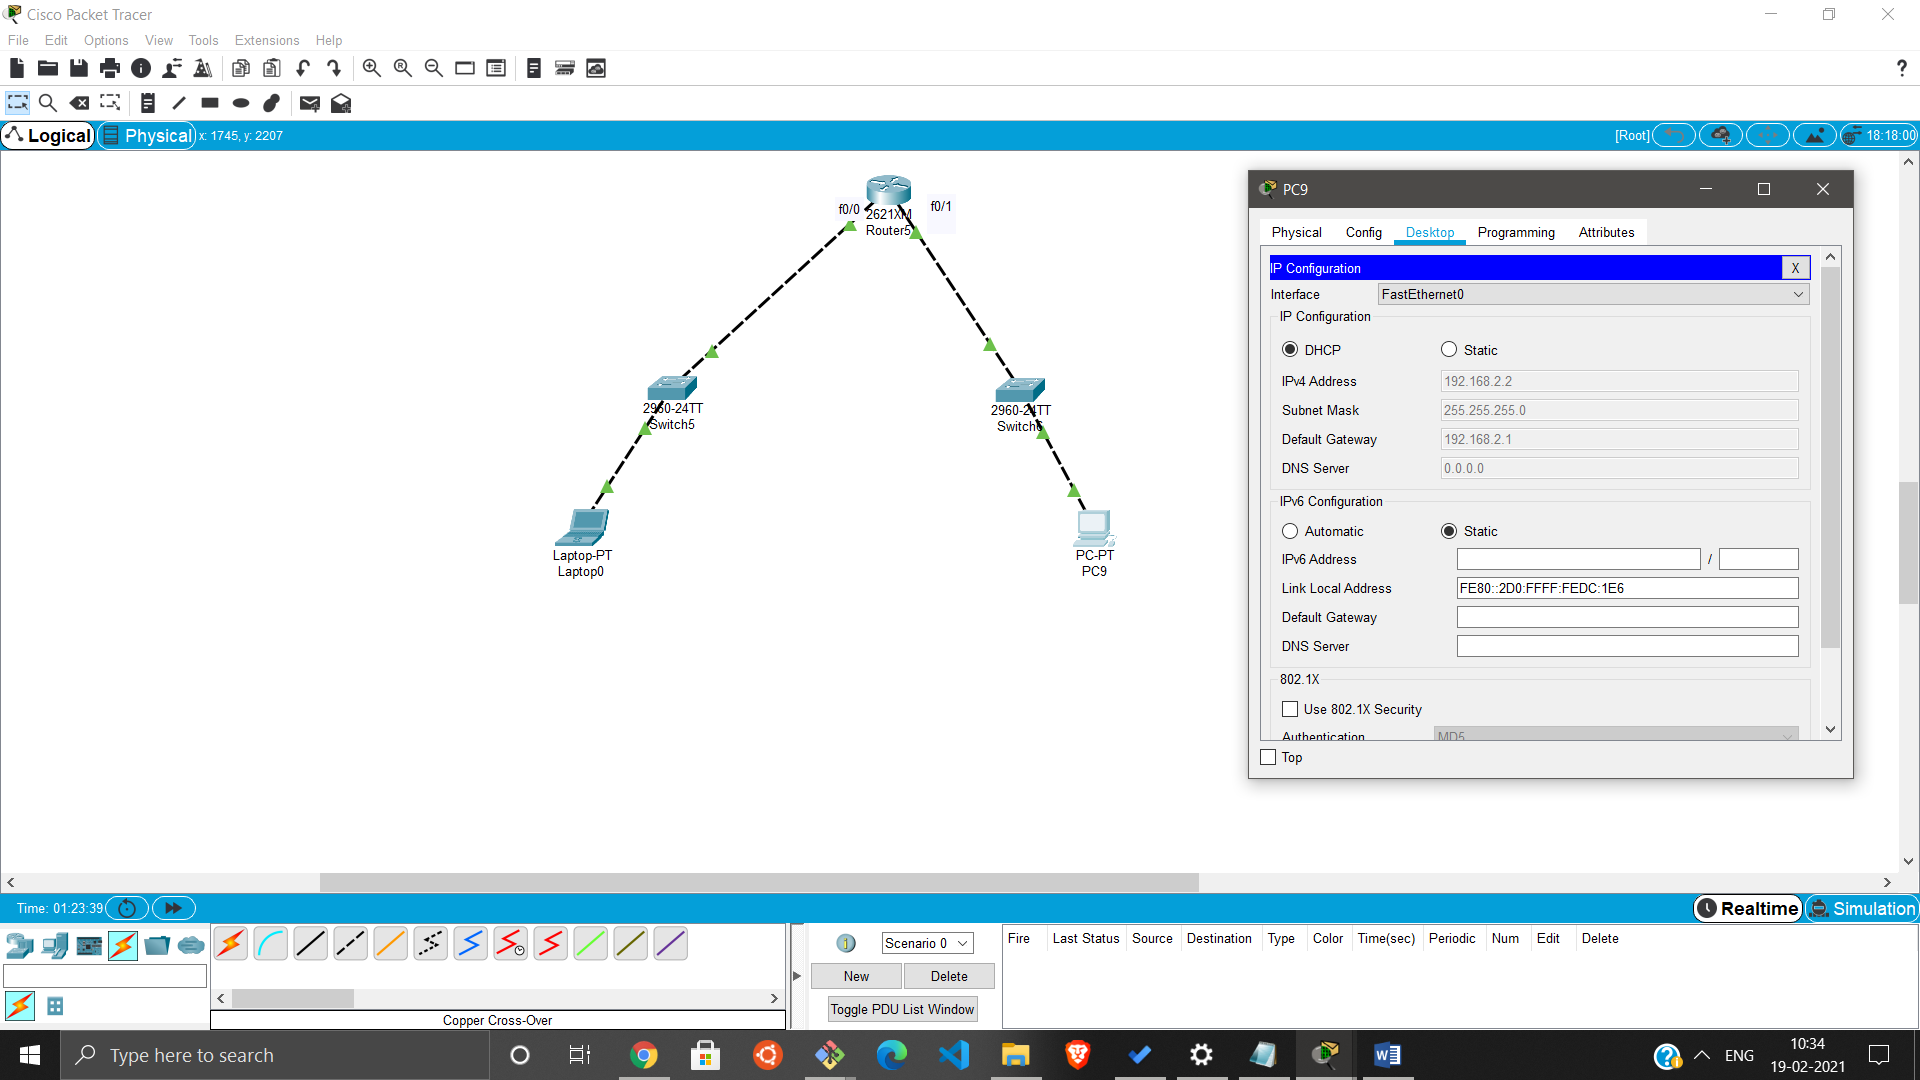 Cisco Packet Tracer
File Edit Options View Tools Extensions Help
?
Logical Physical x: 1745, y: 2207 [Root] 18:18:00
f0/0
f0/1
2621XM
Router5
2960-24TT
Switch5
2960-24TT
Switch6
Laptop-PT
Laptop0
PC-PT
PC9
PC9
Physical Config Desktop Programming Attributes
IP Configuration X
Interface FastEthernet0
IP Configuration
DHCP Static
IPv4 Address 192.168.2.2
Subnet Mask 255.255.255.0
Default Gateway 192.168.2.1
DNS Server 0.0.0.0
IPv6 Configuration
Automatic Static
IPv6 Address /
Link Local Address FE80::2D0:FFFF:FEDC:1E6
Default Gateway
DNS Server
802.1X
Use 802.1X Security
Authentication MD5
Top
Time: 01:23:39 Realtime Simulation
Scenario 0
New Delete
Toggle PDU List Window
Fire Last Status Source Destination Type Color Time(sec) Periodic Num Edit Delete
Copper Cross-Over
Type here to search
ENG
10:34
19-02-2021